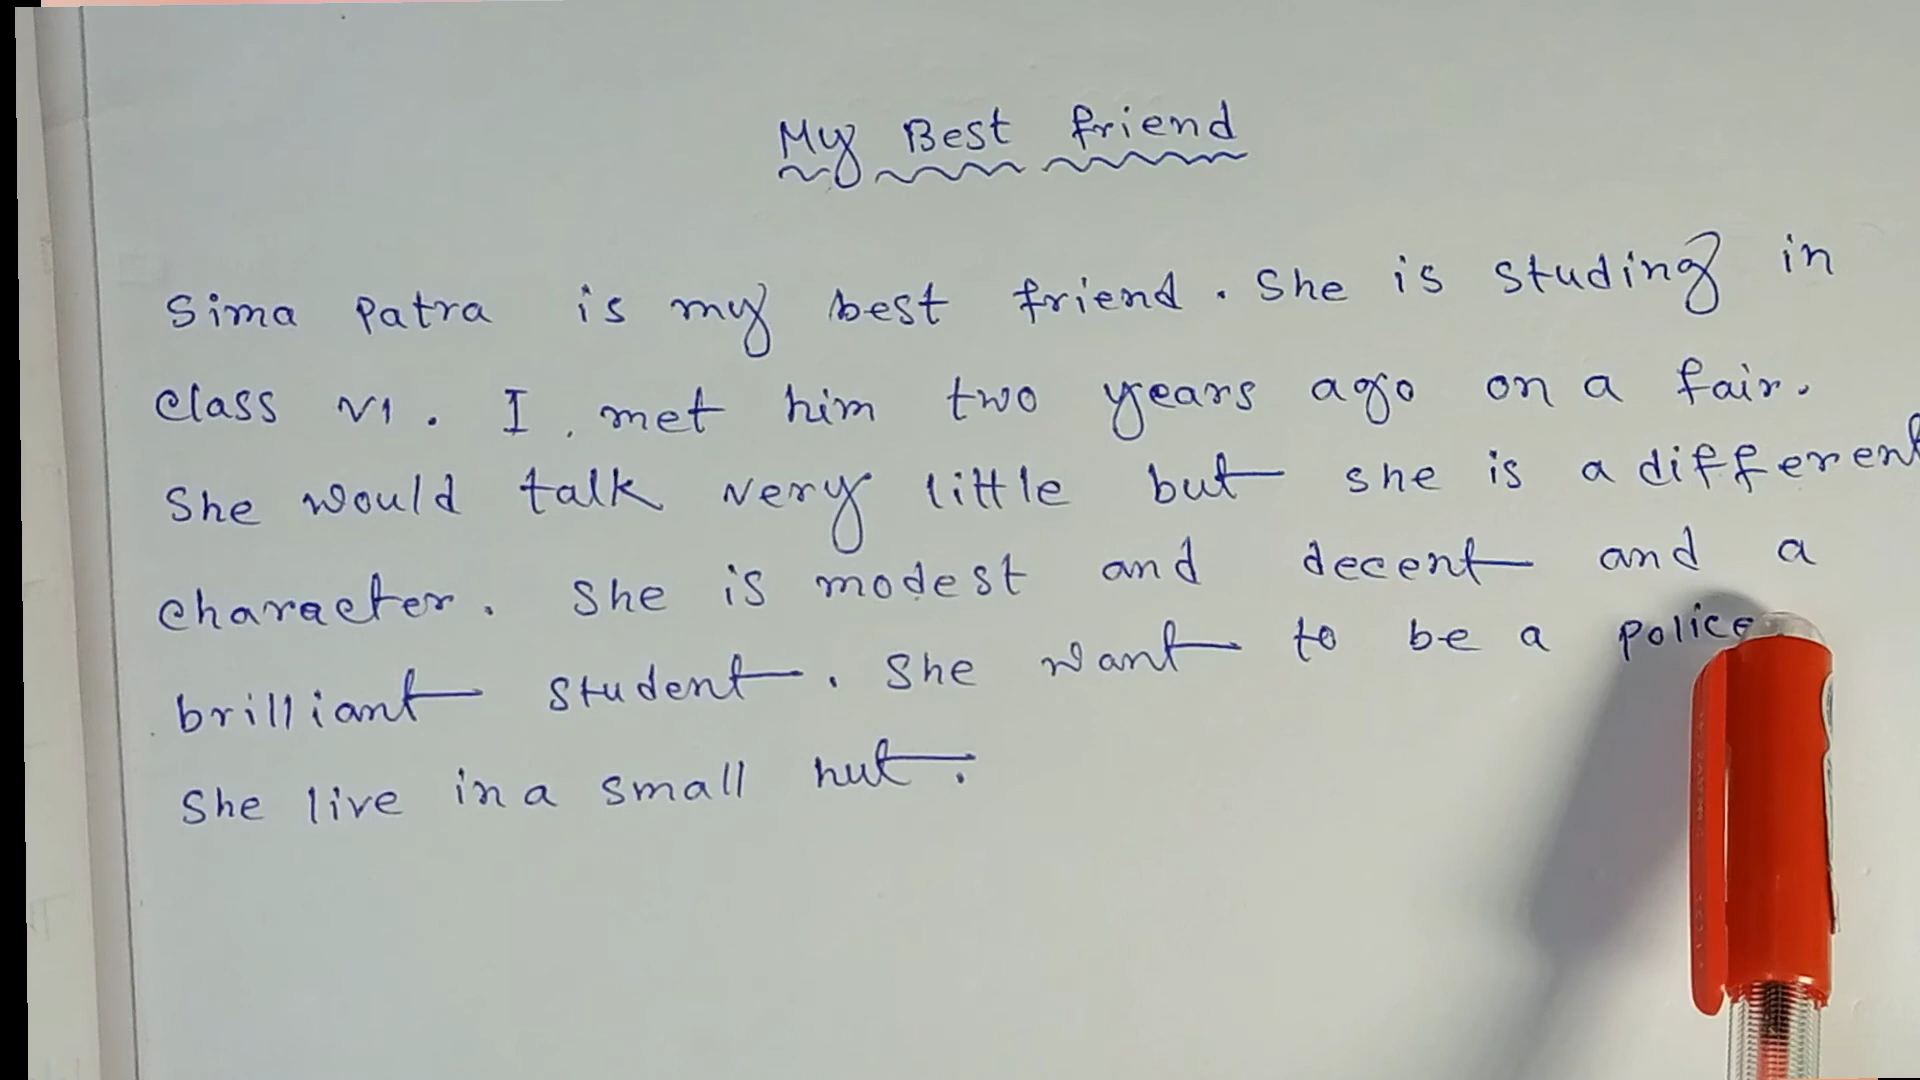 My Best friend
Sima Patra is my best friend. She is studing in
class VI. I met him two years ago on a fair.
She would talk very little but she is a different
character. She is modest and decent and a
brilliant student. She want to be a police
She live in a small hut.